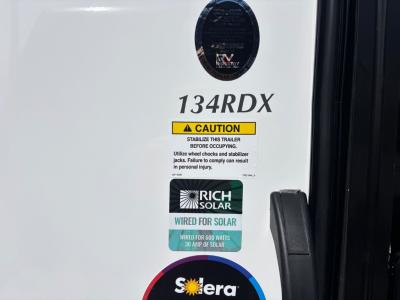 RV
134RDX
CAUTION
STABILIZE THIS TRAILER
BEFORE OCCUPYING.
Utilize wheel chocks and stabilizer
jacks. Failure to comply can result
in personal injury.
RICH
SOLAR
WIRED FOR SOLAR
WIRED FOR 600 WATTS
30 AMP OF SOLAR
Solera